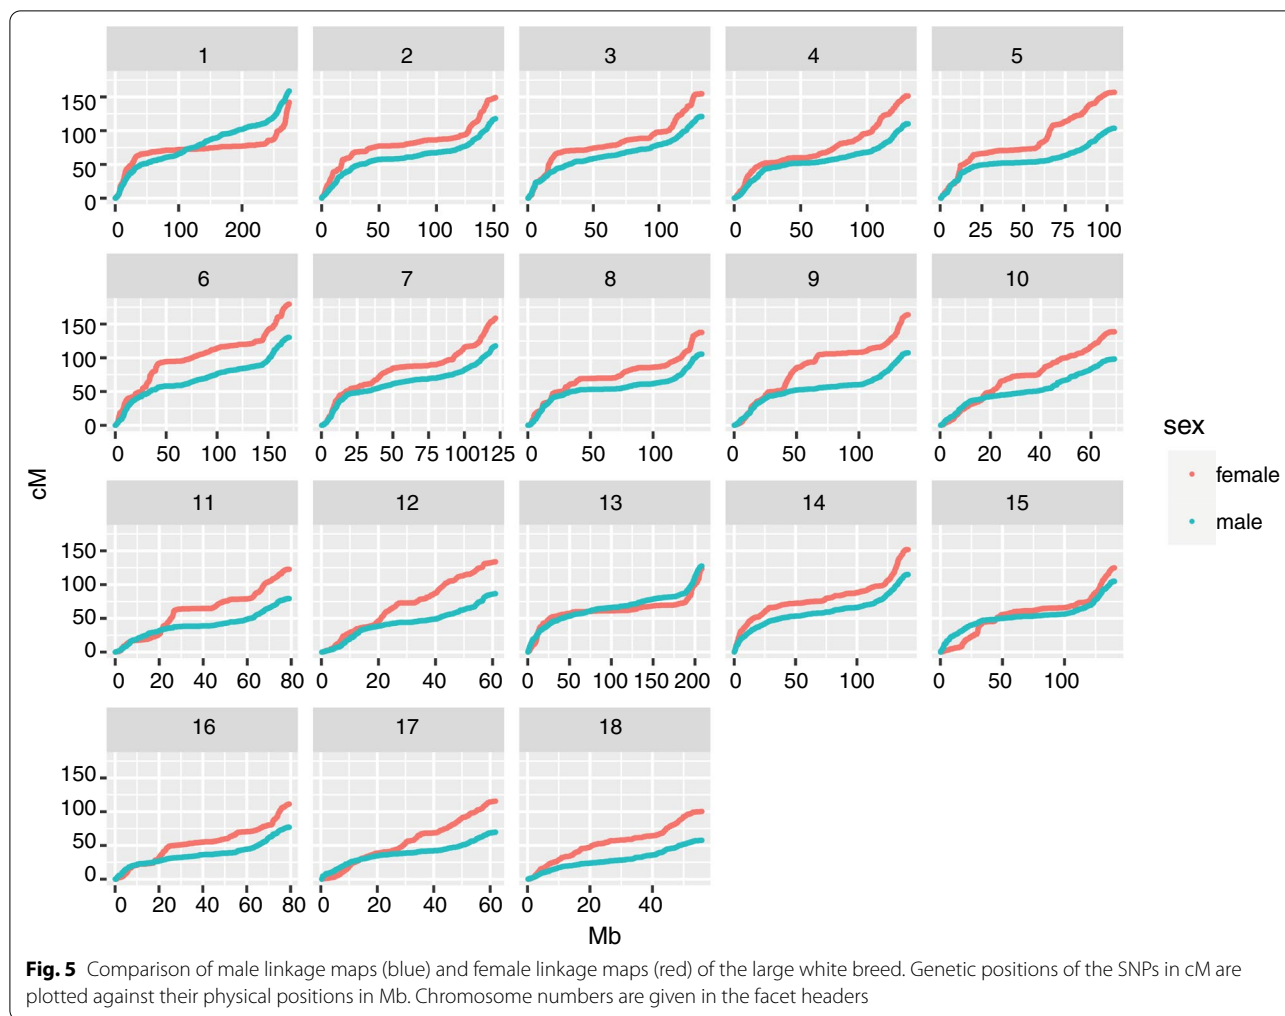 1 2 3 4 5
150
100
50
0
0 100 200 0 50 100 150 0 50 100 0 50 100 0 25 50 75 100
6 7 8 9 10
150
100
50
0
0 50 100 150 0 25 50 75 100 125 0 50 100 0 50 100 0 20 40 60
cM
sex
female
male
11 12 13 14 15
150
100
50
0
0 20 40 60 80 0 20 40 60 0 50 100 150 200 0 50 100 0 50 100
16 17 18
150
100
50
0
0 20 40 60 80 0 20 40 60 0 20 40
Mb
Fig. 5 Comparison of male linkage maps (blue) and female linkage maps (red) of the large white breed. Genetic positions of the SNPs in cM are
plotted against their physical positions in Mb. Chromosome numbers are given in the facet headers